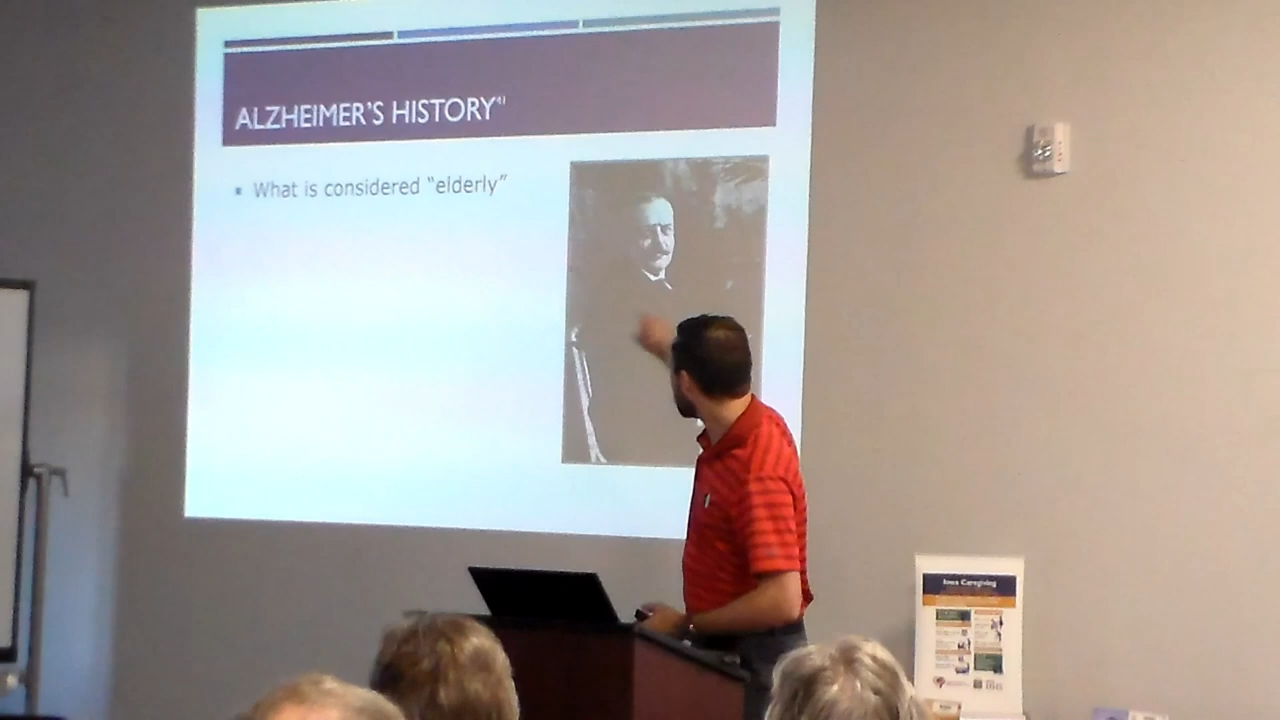 ALZHEIMER'S HISTORY
▪ What is considered "elderly"
Iowa Caregiving